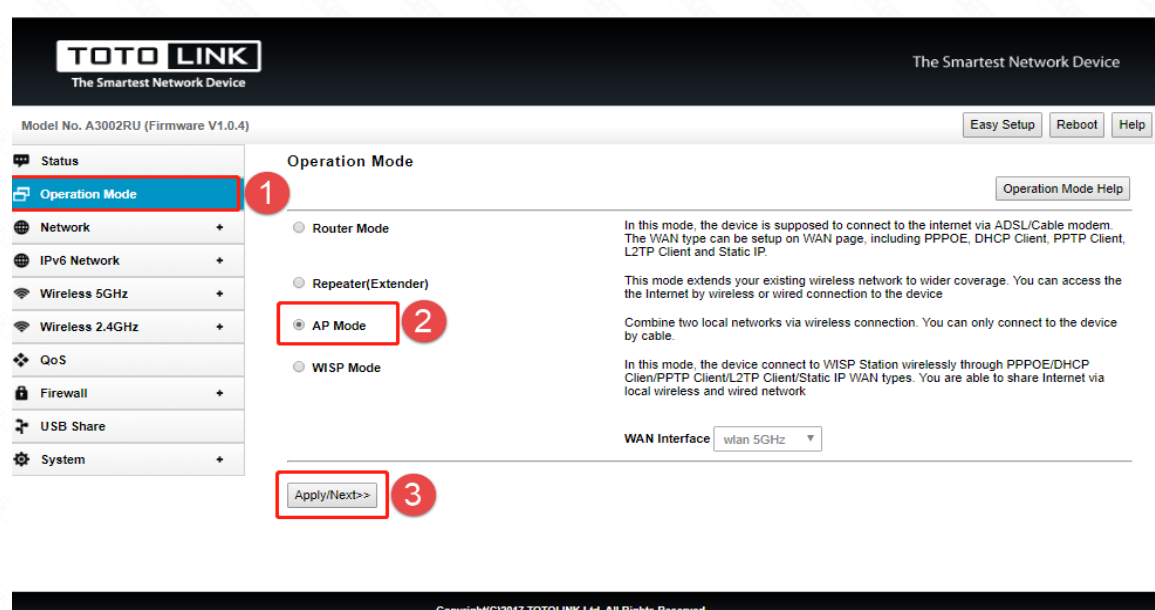 TOTO LINK
The Smartest Network Device
The Smartest Network Device
Model No. A3002RU (Firmware V1.0.4)
Easy Setup
Reboot
Help
Status
Operation Mode
Network +
IPv6 Network +
Wireless 5GHz +
Wireless 2.4GHz +
QoS
Firewall +
USB Share
System +
1
Operation Mode
Operation Mode Help
Router Mode
In this mode, the device is supposed to connect to the internet via ADSL/Cable modem.
The WAN type can be setup on WAN page, including PPPOE, DHCP Client, PPTP Client,
L2TP Client and Static IP.
Repeater(Extender)
This mode extends your existing wireless network to wider coverage. You can access the
the Internet by wireless or wired connection to the device
AP Mode
2
Combine two local networks via wireless connection. You can only connect to the device
by cable.
WISP Mode
In this mode, the device connect to WISP Station wirelessly through PPPOE/DHCP
Clien/PPTP Client/L2TP Client/Static IP WAN types. You are able to share Internet via
local wireless and wired network
WAN Interface wlan 5GHz
Apply/Next>>
3
Copyright(C)2017 TOTOLINK Ltd. All Rights Reserved